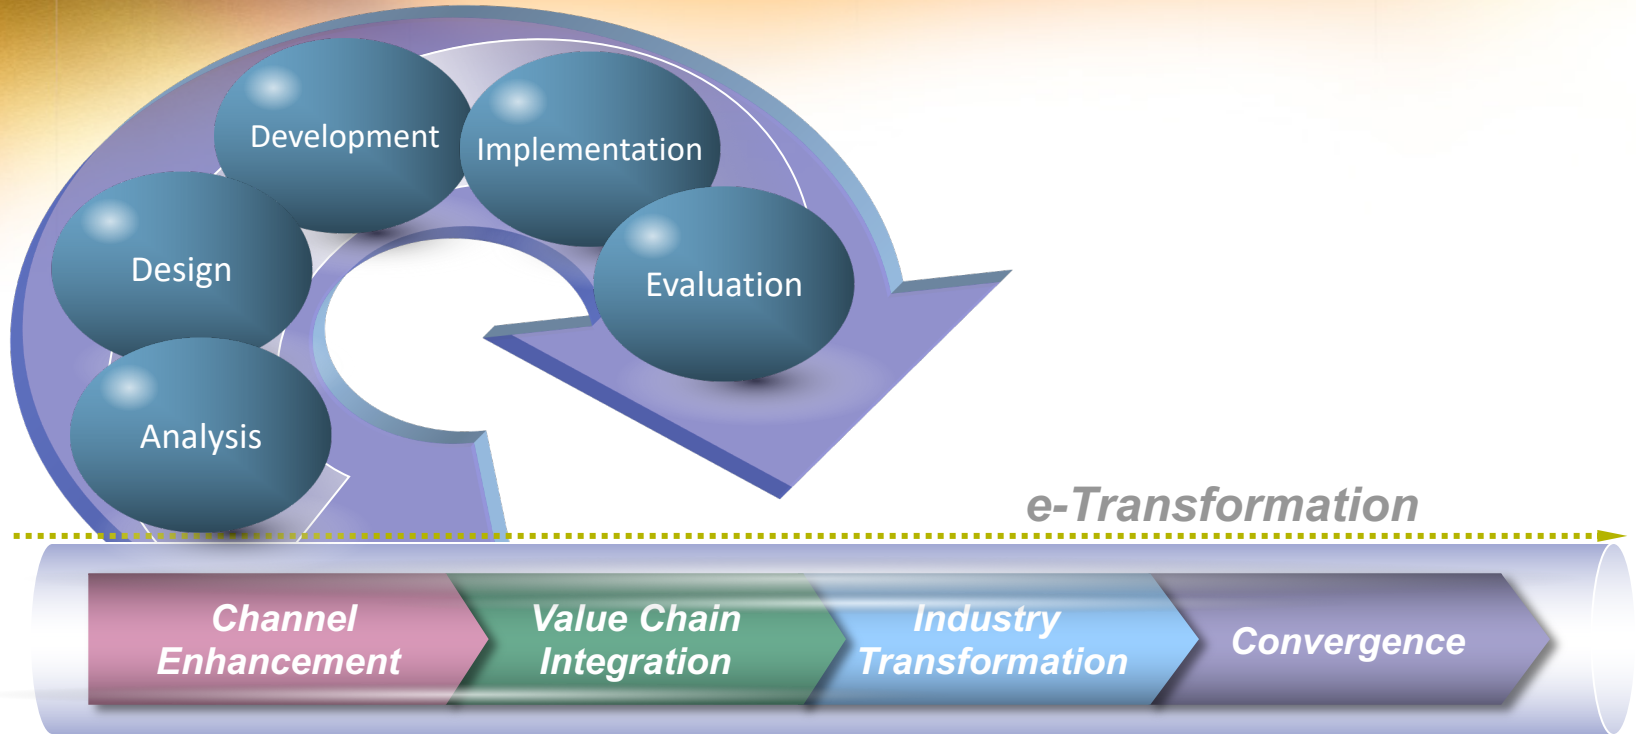 Development
Implementation
Design
Evaluation
Analysis
e-Transformation
Channel
Enhancement
Value Chain
Integration
Industry
Transformation
Convergence